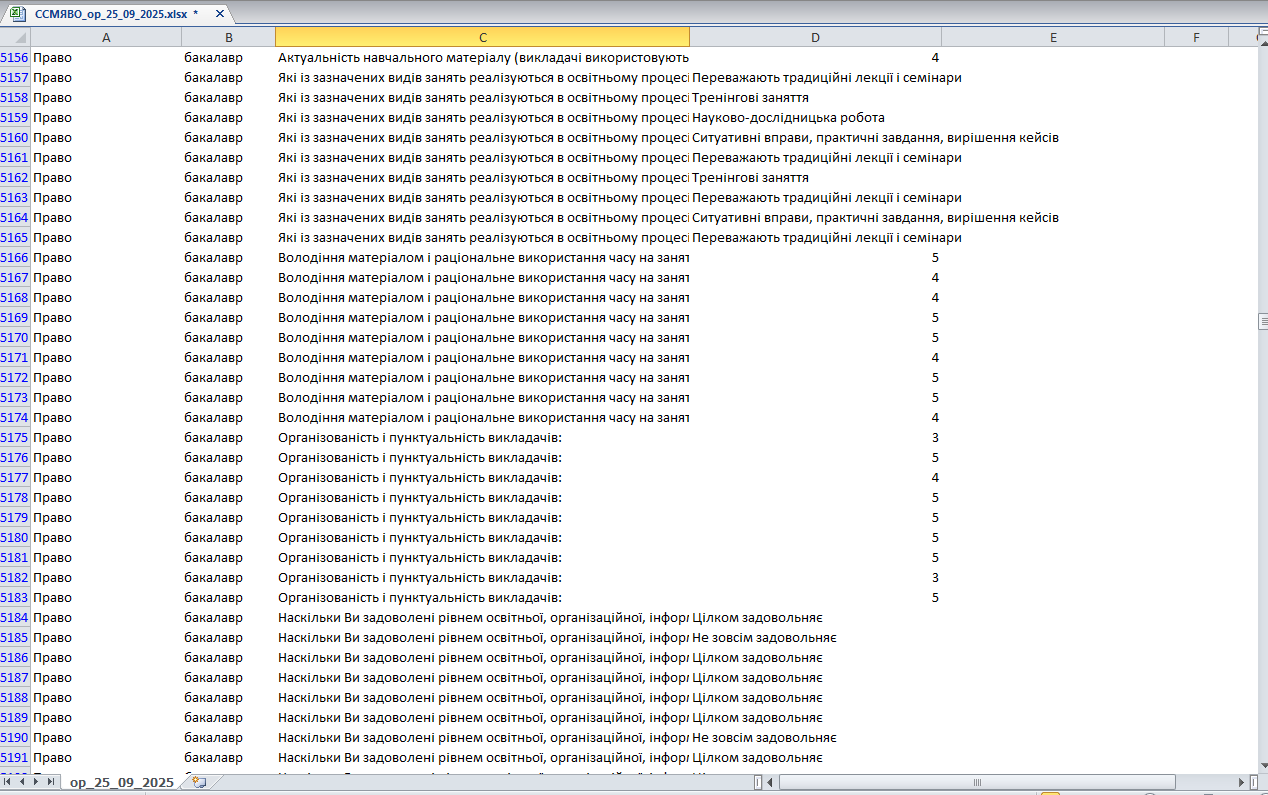 ССМЯВО_op_25_09_2025.xlsx *
A B C D E F
5156 Право бакалавр Актуальність навчального матеріалу (викладачі використовують 4
5157 Право бакалавр Які із зазначених видів занять реалізуються в освітньому процесі Переважають традиційні лекції і семінари
5158 Право бакалавр Які із зазначених видів занять реалізуються в освітньому процесі Тренінгові заняття
5159 Право бакалавр Які із зазначених видів занять реалізуються в освітньому процесі Науково-дослідницька робота
5160 Право бакалавр Які із зазначених видів занять реалізуються в освітньому процесі Ситуативні вправи, практичні завдання, вирішення кейсів
5161 Право бакалавр Які із зазначених видів занять реалізуються в освітньому процесі Переважають традиційні лекції і семінари
5162 Право бакалавр Які із зазначених видів занять реалізуються в освітньому процесі Тренінгові заняття
5163 Право бакалавр Які із зазначених видів занять реалізуються в освітньому процесі Переважають традиційні лекції і семінари
5164 Право бакалавр Які із зазначених видів занять реалізуються в освітньому процесі Ситуативні вправи, практичні завдання, вирішення кейсів
5165 Право бакалавр Які із зазначених видів занять реалізуються в освітньому процесі Переважають традиційні лекції і семінари
5166 Право бакалавр Володіння матеріалом і раціональне використання часу на занят 5
5167 Право бакалавр Володіння матеріалом і раціональне використання часу на занят 4
5168 Право бакалавр Володіння матеріалом і раціональне використання часу на занят 4
5169 Право бакалавр Володіння матеріалом і раціональне використання часу на занят 5
5170 Право бакалавр Володіння матеріалом і раціональне використання часу на занят 5
5171 Право бакалавр Володіння матеріалом і раціональне використання часу на занят 4
5172 Право бакалавр Володіння матеріалом і раціональне використання часу на занят 5
5173 Право бакалавр Володіння матеріалом і раціональне використання часу на занят 5
5174 Право бакалавр Володіння матеріалом і раціональне використання часу на занят 4
5175 Право бакалавр Організованість і пунктуальність викладачів: 3
5176 Право бакалавр Організованість і пунктуальність викладачів: 5
5177 Право бакалавр Організованість і пунктуальність викладачів: 4
5178 Право бакалавр Організованість і пунктуальність викладачів: 5
5179 Право бакалавр Організованість і пунктуальність викладачів: 5
5180 Право бакалавр Організованість і пунктуальність викладачів: 5
5181 Право бакалавр Організованість і пунктуальність викладачів: 5
5182 Право бакалавр Організованість і пунктуальність викладачів: 3
5183 Право бакалавр Організованість і пунктуальність викладачів: 5
5184 Право бакалавр Наскільки Ви задоволені рівнем освітньої, організаційної, інфор Цілком задовольняє
5185 Право бакалавр Наскільки Ви задоволені рівнем освітньої, організаційної, інфор Не зовсім задовольняє
5186 Право бакалавр Наскільки Ви задоволені рівнем освітньої, організаційної, інфор Цілком задовольняє
5187 Право бакалавр Наскільки Ви задоволені рівнем освітньої, організаційної, інфор Цілком задовольняє
5188 Право бакалавр Наскільки Ви задоволені рівнем освітньої, організаційної, інфор Цілком задовольняє
5189 Право бакалавр Наскільки Ви задоволені рівнем освітньої, організаційної, інфор Цілком задовольняє
5190 Право бакалавр Наскільки Ви задоволені рівнем освітньої, організаційної, інфор Не зовсім задовольняє
5191 Право бакалавр Наскільки Ви задоволені рівнем освітньої, організаційної, інфор Цілком задовольняє
op_25_09_2025